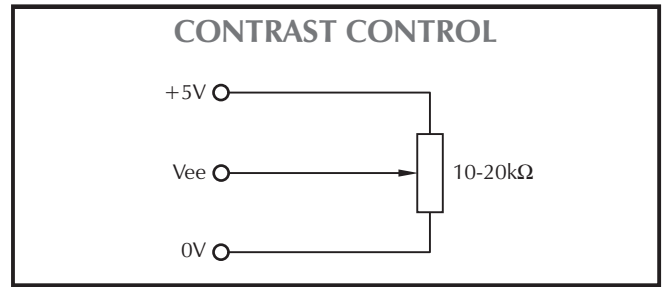 CONTRAST CONTROL
+5V
Vee
10-20kΩ
0V